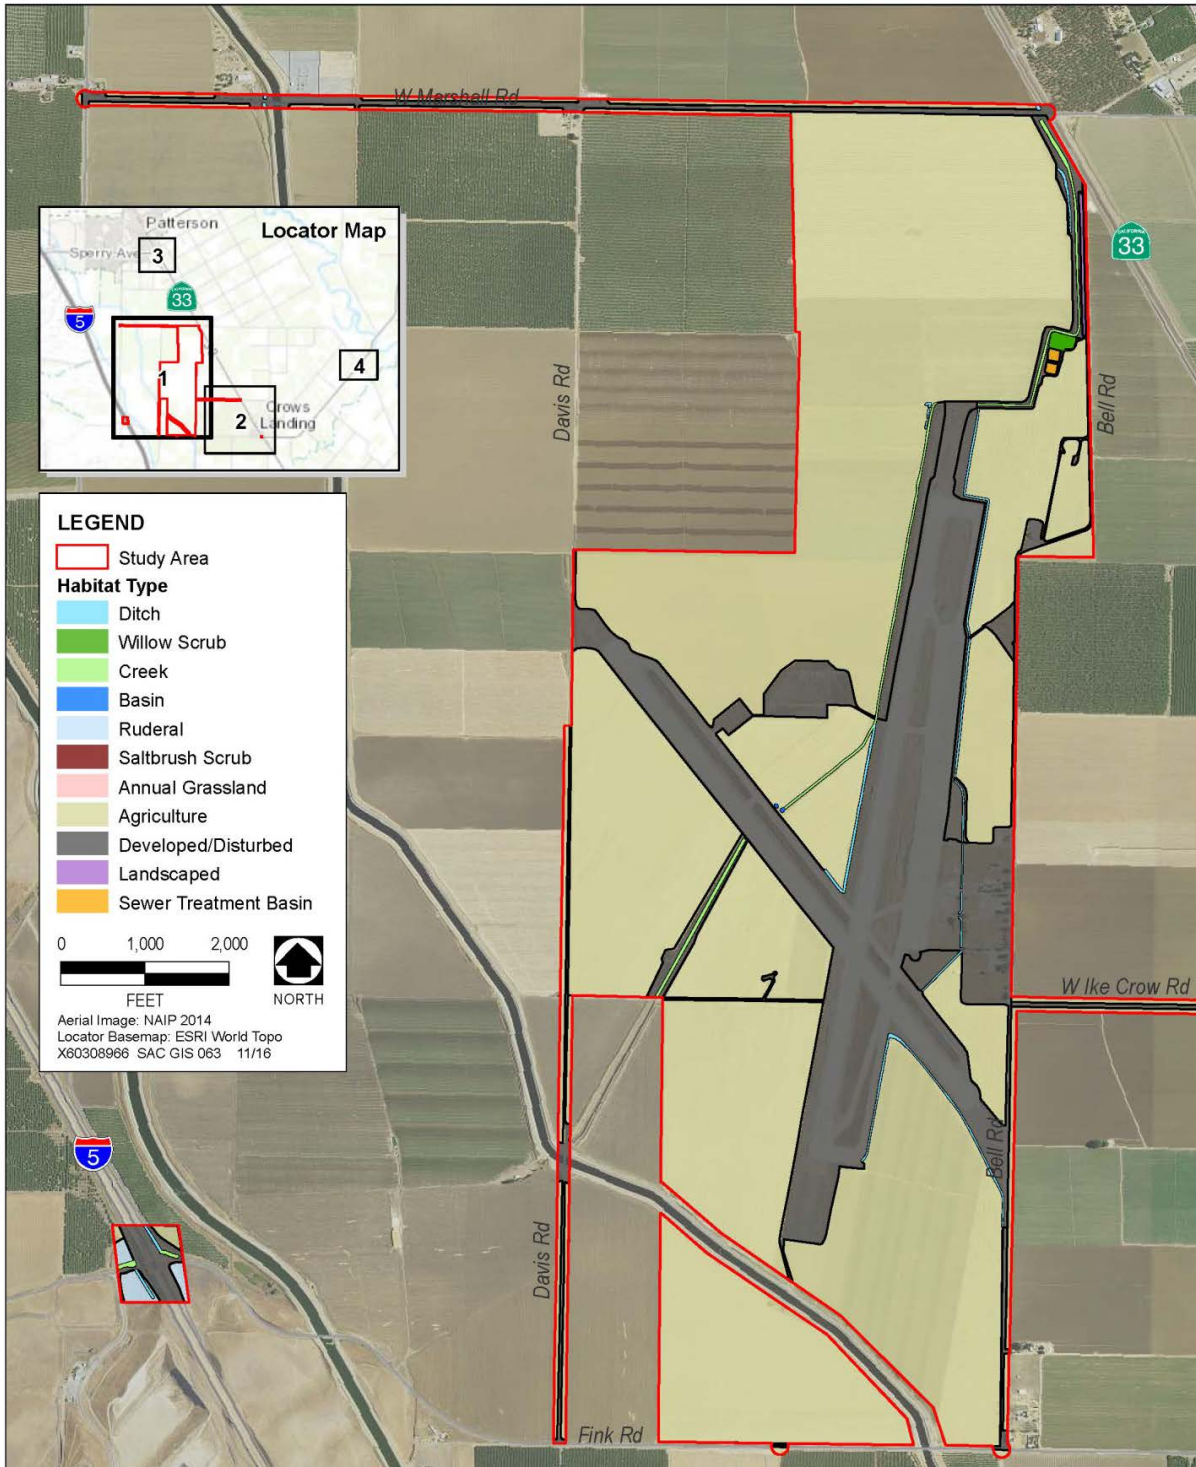 W Marshall Rd
Patterson
Locator Map
Sperry Ave
3
CALIFORNIA
33
CALIFORNIA
33
5
4
1
2
Crows
Landing
Davis Rd
Bell Rd
LEGEND
Study Area
Habitat Type
Ditch
Willow Scrub
Creek
Basin
Ruderal
Saltbrush Scrub
Annual Grassland
Agriculture
Developed/Disturbed
Landscaped
Sewer Treatment Basin
0 1,000 2,000
FEET
NORTH
Aerial Image: NAIP 2014
Locator Basemap: ESRI World Topo
X60308966 SAC GIS 063 11/16
W Ike Crow Rd
5
Bell Rd
Davis Rd
Fink Rd